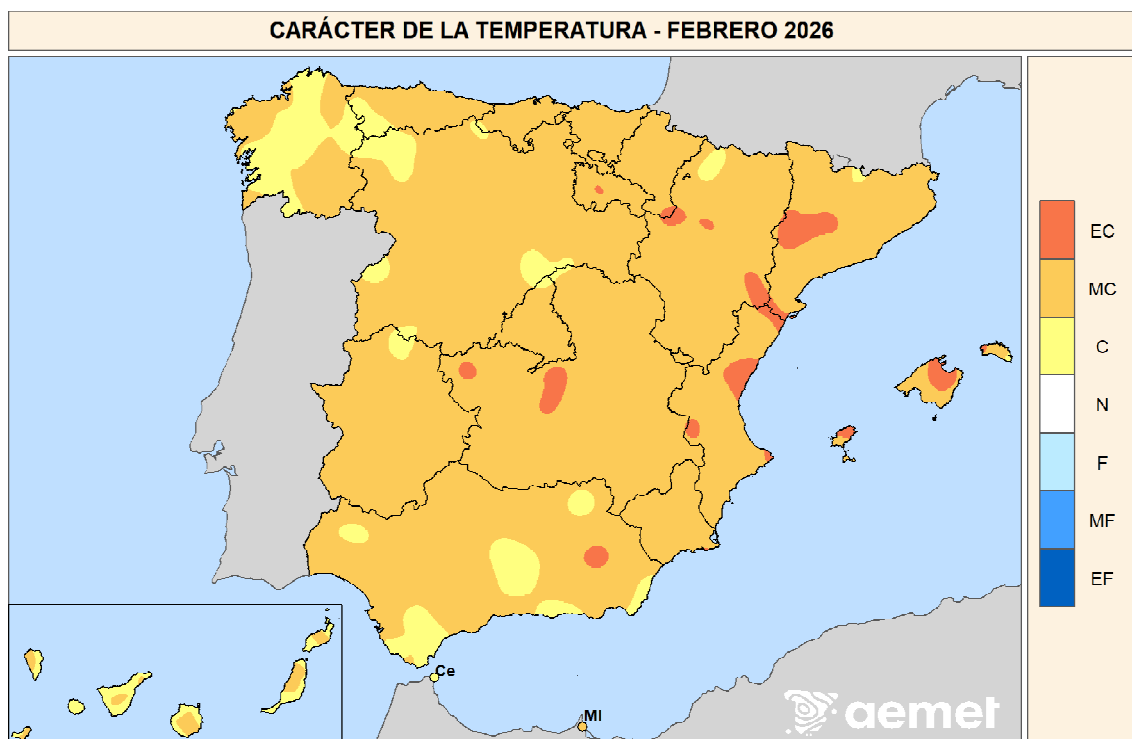 CARÁCTER DE LA TEMPERATURA - FEBRERO 2026
EC
MC
C
N
F
MF
EF
Ce
Ml
aemet